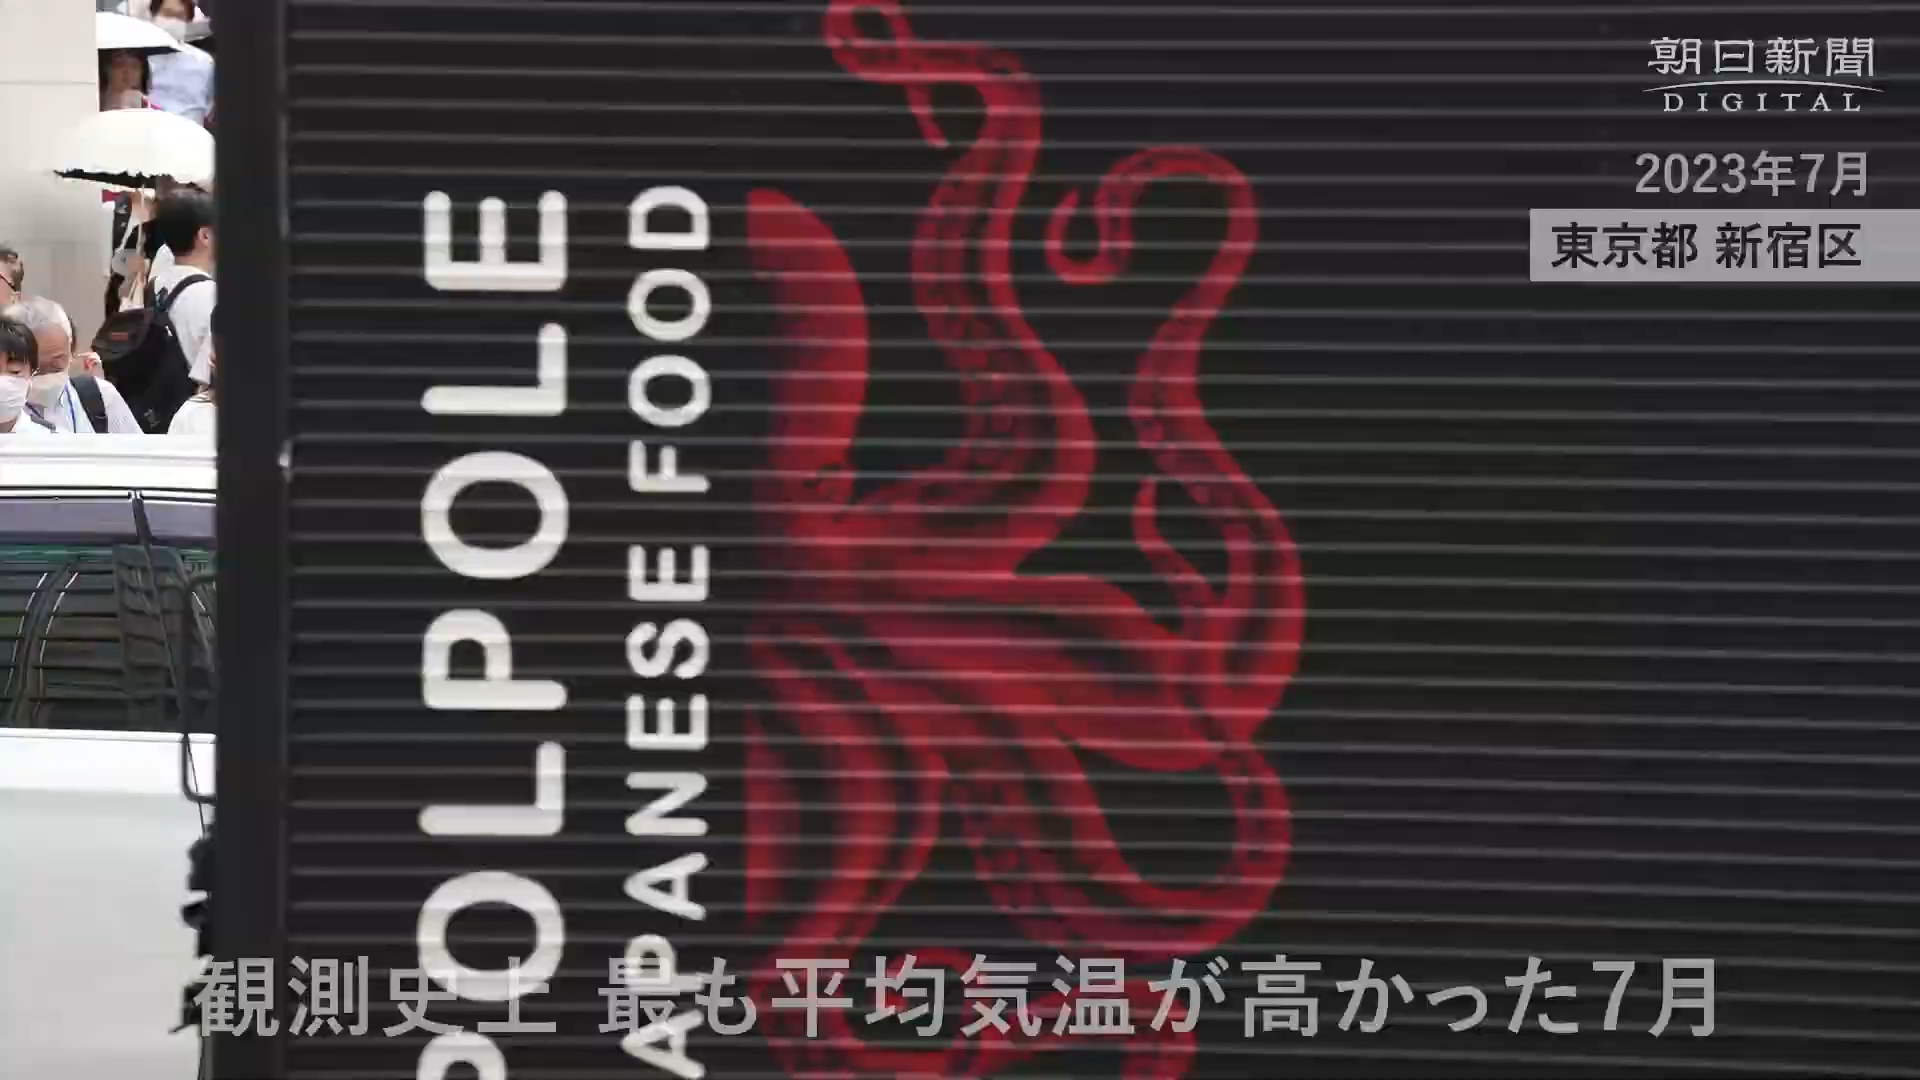 朝日新聞
DIGITAL
2023年7月
東京都 新宿区
POLPOLE
APANESE FOOD
観測史上 最も平均気温が高かった7月